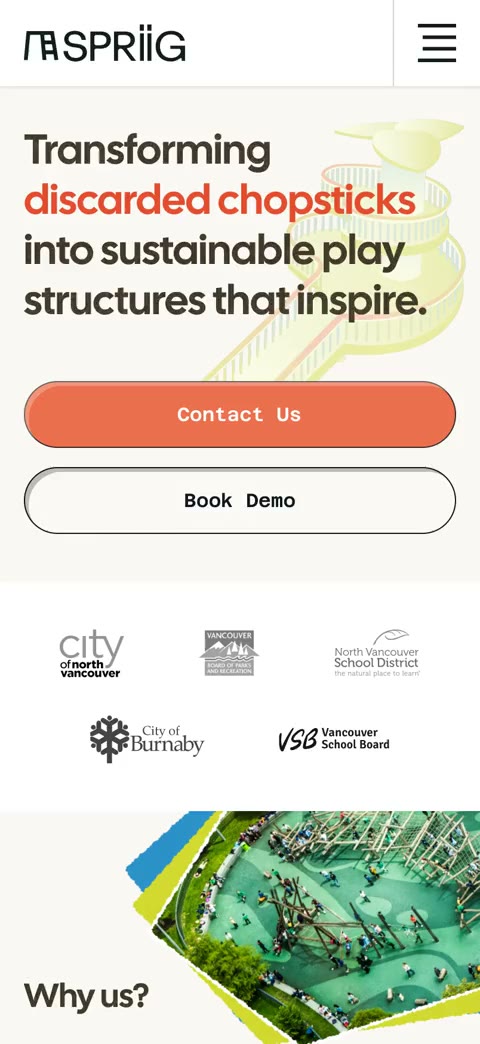 SPRiiG
Transforming
discarded chopsticks
into sustainable play
structures that inspire.
Contact Us
Book Demo
city
of north
vancouver
VANCOUVER
BOARD OF PARKS
AND RECREATION
North Vancouver
School District
the natural place to learn
City of
Burnaby
VSB Vancouver
School Board
Why us?